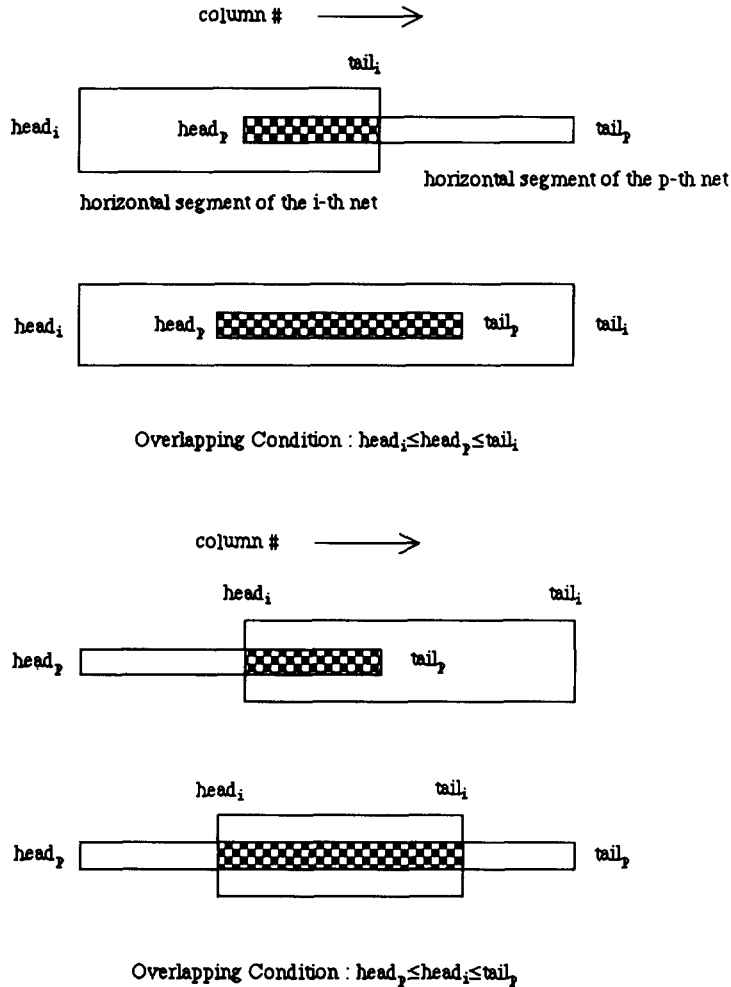 column #
tail_i
head_i head_p tail_p
horizontal segment of the i-th net
horizontal segment of the p-th net
head_i head_p tail_p tail_i
Overlapping Condition : head_i≤head_p≤tail_i
column #
head_i tail_i
head_p tail_p
head_i tail_i
head_p tail_p
Overlapping Condition : head_p≤head_i≤tail_p